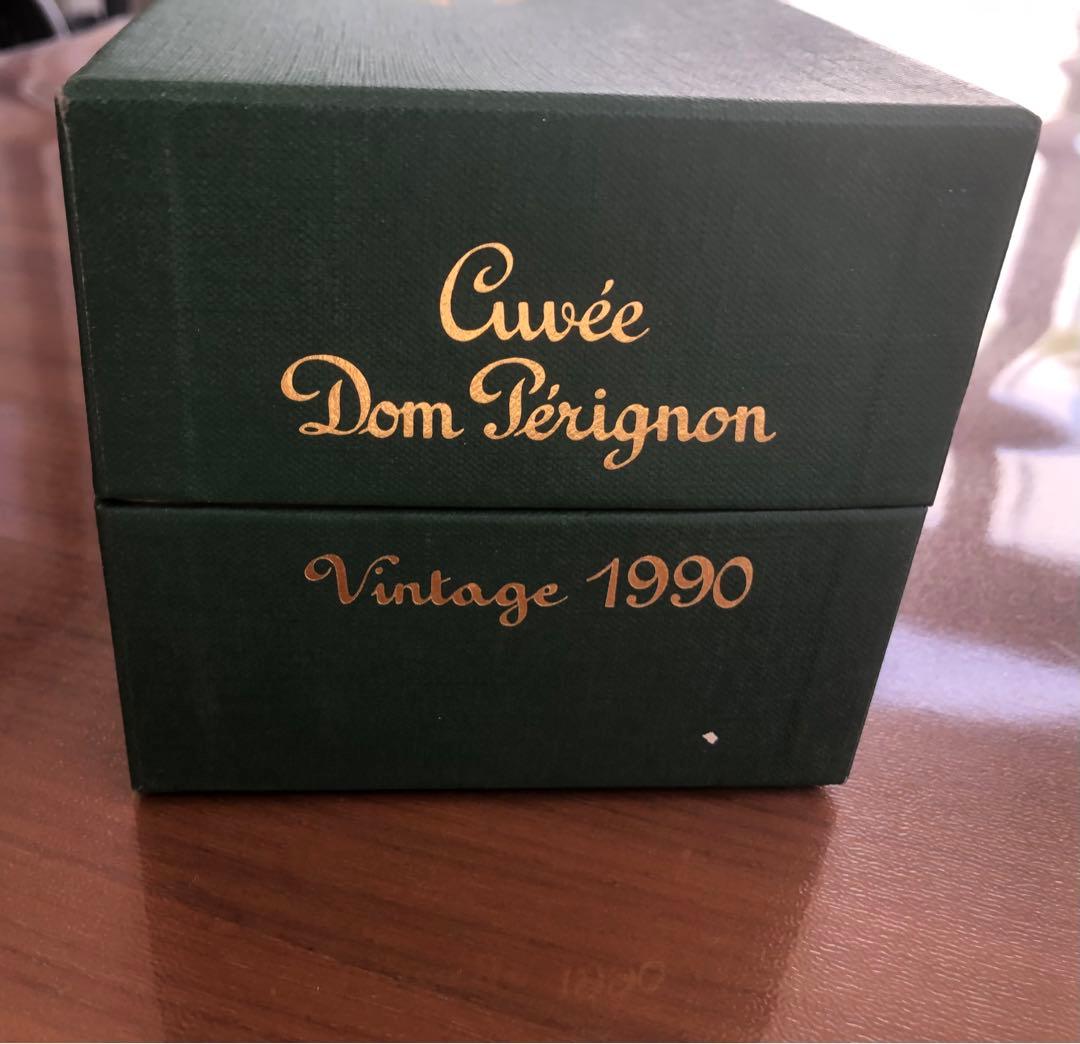 Cuvée
Dom Pérignon
Vintage 1990